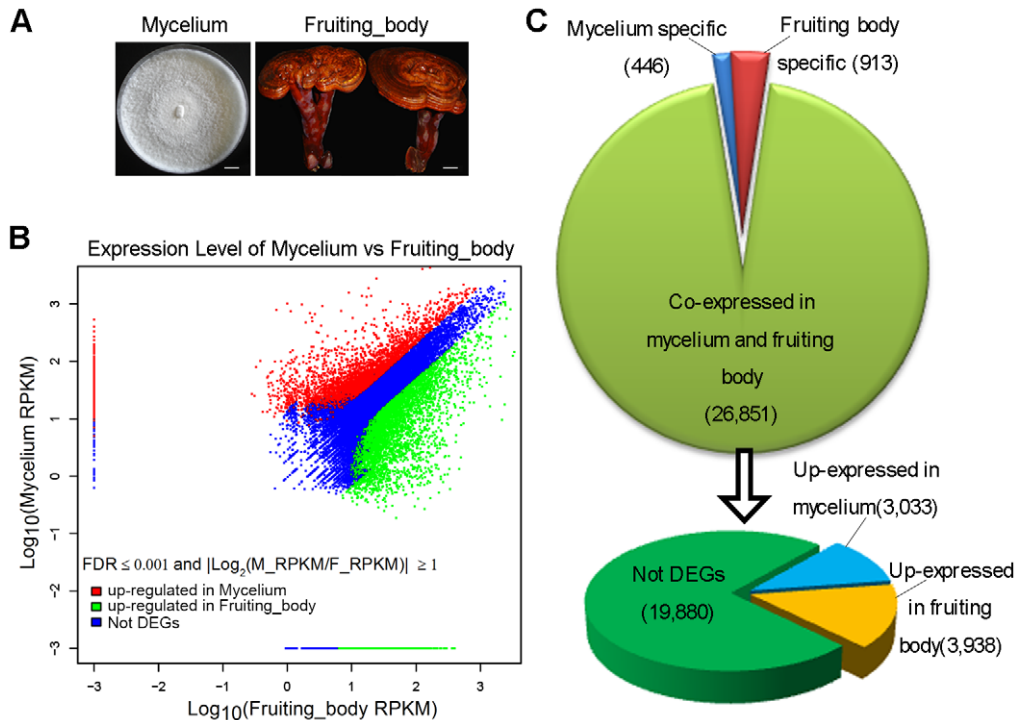 A
Mycelium
Fruiting_body
B
Expression Level of Mycelium vs Fruiting_body
Log10(Mycelium RPKM)
3
2
1
0
−1
−2
−3
FDR ≤ 0.001 and |Log2(M_RPKM/F_RPKM)| ≥ 1
up-regulated in Mycelium
up-regulated in Fruiting_body
Not DEGs
−3
−2
−1
0
1
2
3
Log10(Fruiting_body RPKM)
C
Mycelium specific
(446)
Fruiting body
specific (913)
Co-expressed in
mycelium and fruiting
body
(26,851)
Up-expressed in
mycelium(3,033)
Not DEGs
(19,880)
Up-expressed
in fruiting
body(3,938)